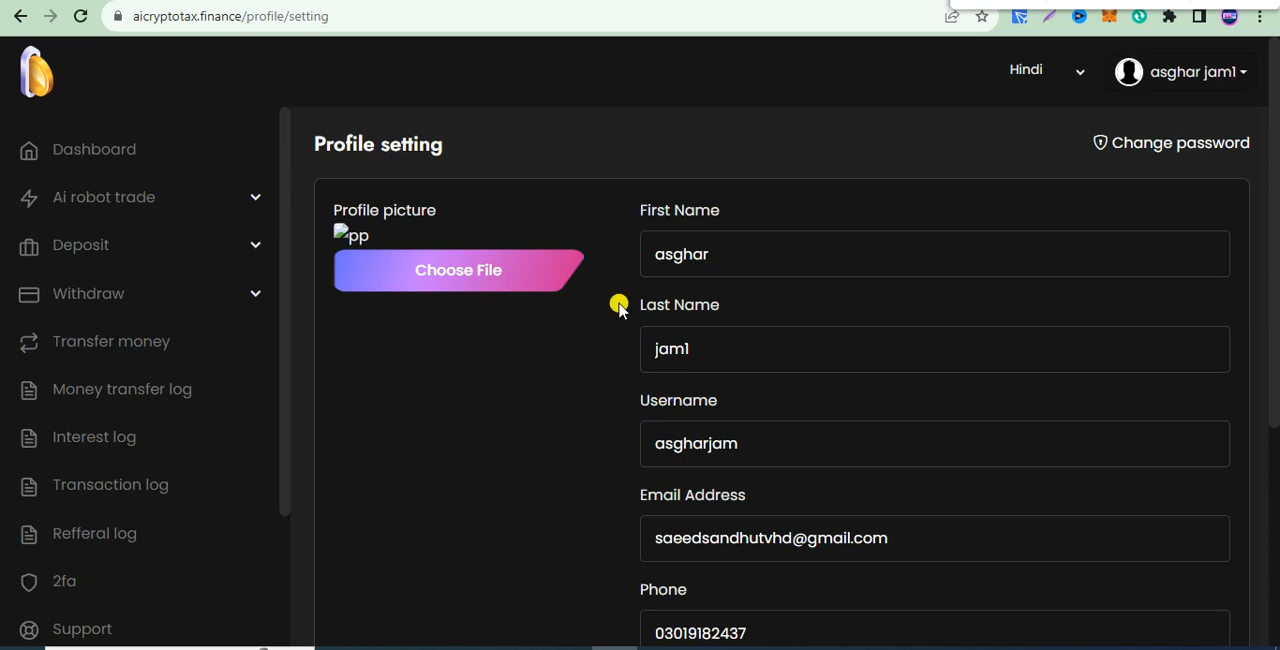 aicryptotax.finance/profile/setting
Hindi
asghar jam1
Dashboard
Ai robot trade
Deposit
Withdraw
Transfer money
Money transfer log
Interest log
Transaction log
Refferal log
2fa
Support
Profile setting
Change password
Profile picture
pp
Choose File
First Name
asghar
Last Name
jam1
Username
asgharjam
Email Address
saeedsandhutvhd@gmail.com
Phone
03019182437